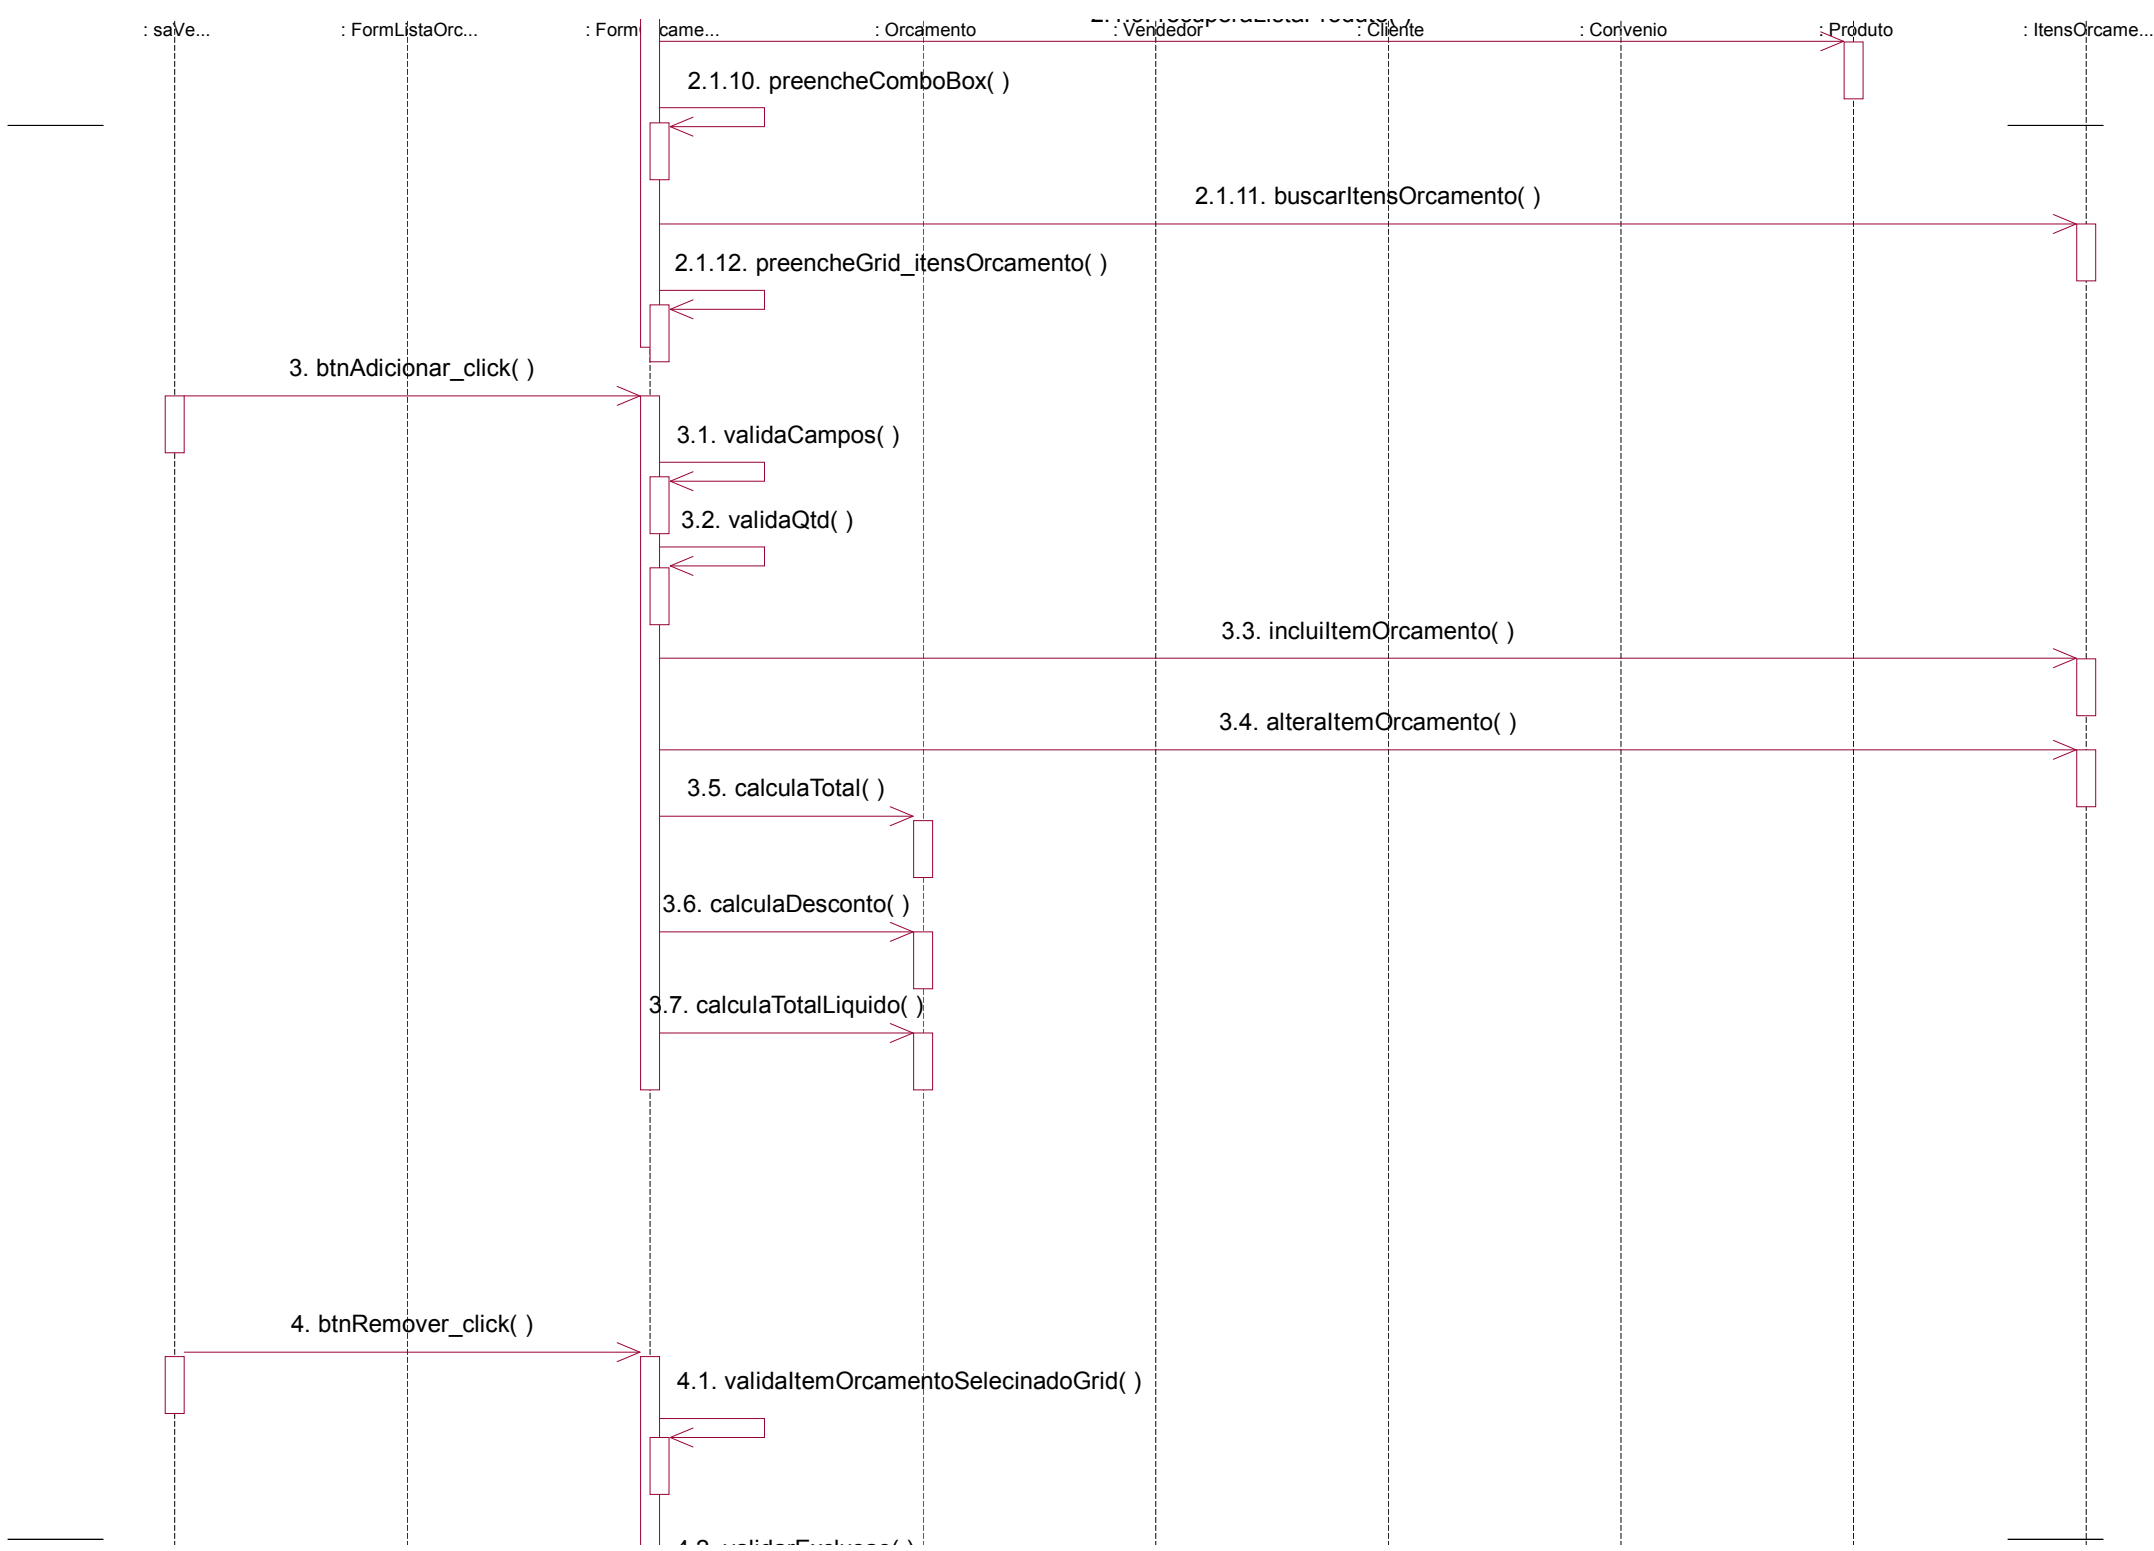 : saVe...
: FormListaOrc...
: Orcamento
: Vendedor
: Cliente
: Convenio
: Produto
: ItensOrcame...
2.1.10. preencheComboBox( )
2.1.11. buscarItensOrcamento( )
2.1.12. preencheGrid_itensOrcamento( )
3. btnAdicionar_click( )
3.1. validaCampos( )
3.2. validaQtd( )
3.3. incluiItemOrcamento( )
3.4. alteraItemOrcamento( )
3.5. calculaTotal( )
3.6. calculaDesconto( )
3.7. calculaTotalLiquido( )
4. btnRemover_click( )
4.1. validaItemOrcamentoSelecinadoGrid( )